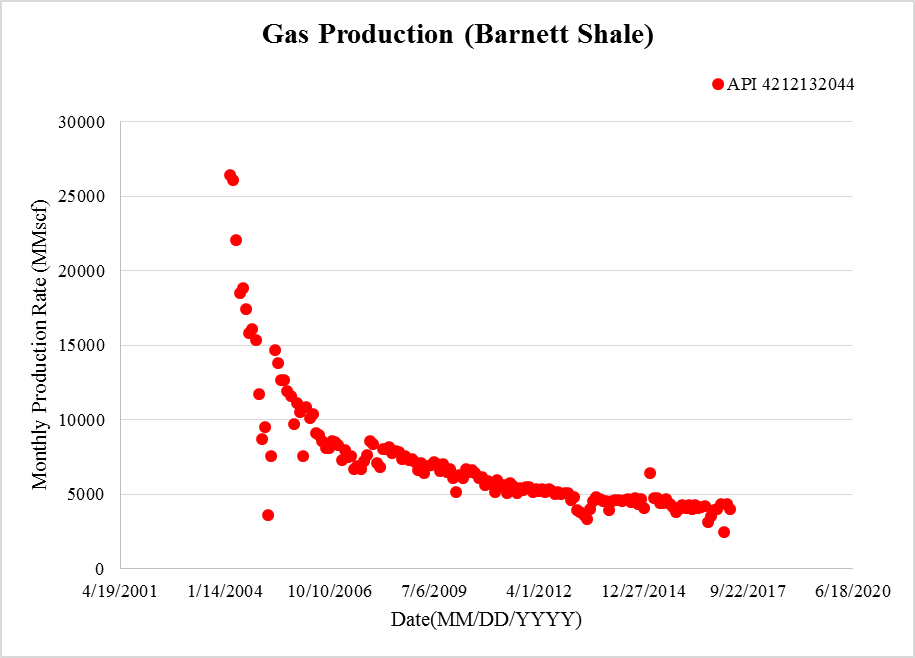 Gas Production (Barnett Shale)
API 4212132044
30000
25000
20000
15000
10000
5000
0
Monthly Production Rate (MMscf)
4/19/2001 1/14/2004 10/10/2006 7/6/2009 4/1/2012 12/27/2014 9/22/2017 6/18/2020
Date(MM/DD/YYYY)